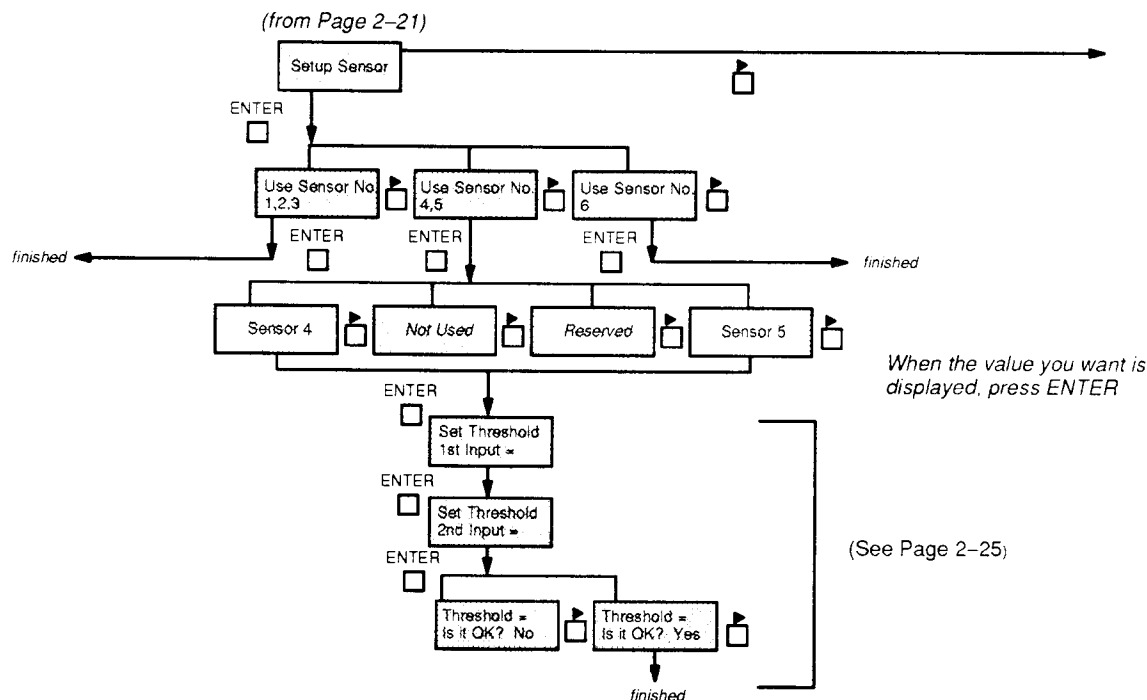 (from Page 2–21)
Setup Sensor
ENTER
Use Sensor No.
1,2,3
Use Sensor No.
4,5
Use Sensor No.
6
ENTER
ENTER
ENTER
finished
finished
Sensor 4
Not Used
Reserved
Sensor 5
When the value you want is
displayed, press ENTER
ENTER
Set Threshold
1st Input =
ENTER
Set Threshold
2nd Input =
(See Page 2–25)
ENTER
Threshold =
Is it OK? No
Threshold =
Is it OK? Yes
finished